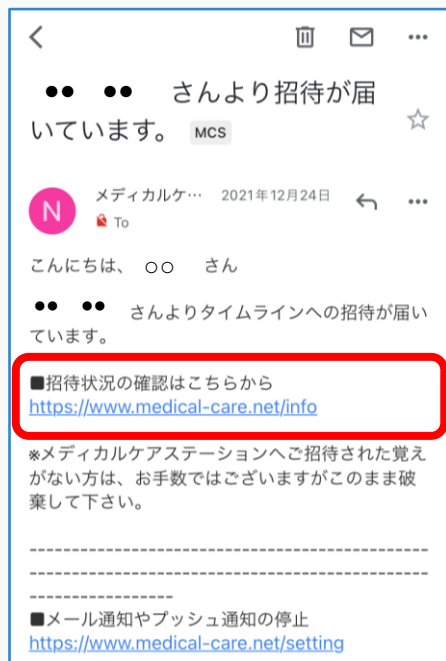 ●● ●● さんより招待が届
いています。 MCS
N
メディカルケ… 2021年12月24日
To
こんにちは、 ○○ さん
●● ●● さんよりタイムラインへの招待が届い
ています。
■招待状況の確認はこちらから
https://www.medical-care.net/info
※メディカルケアステーションへご招待された覚え
がない方は、お手数ではございますがこのまま破
棄して下さい。
-----------------------------------------------
-----------------------------------------------
-----------------
■メール通知やプッシュ通知の停止
https://www.medical-care.net/setting